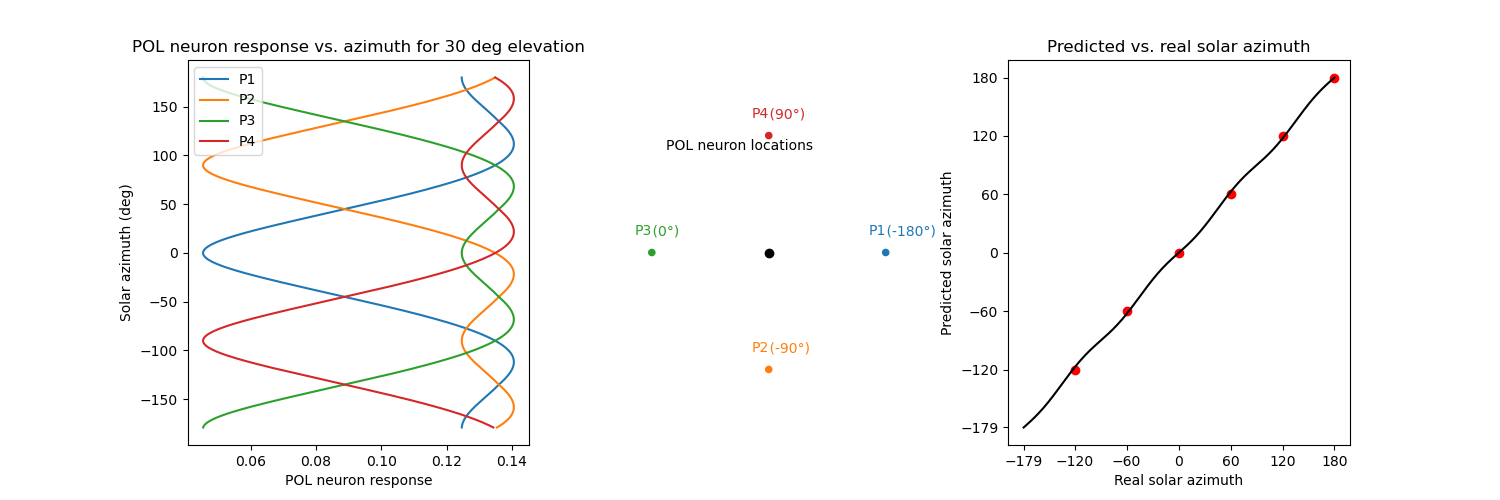 POL neuron response vs. azimuth for 30 deg elevation
P1
P2
P3
P4
150
100
50
0
−50
−100
−150
Solar azimuth (deg)
0.06 0.08 0.10 0.12 0.14
POL neuron response
P4(90°)
POL neuron locations
P3(0°)
P1(-180°)
P2(-90°)
Predicted vs. real solar azimuth
180
120
60
0
−60
−120
−179
Predicted solar azimuth
−179 −120 −60 0 60 120 180
Real solar azimuth